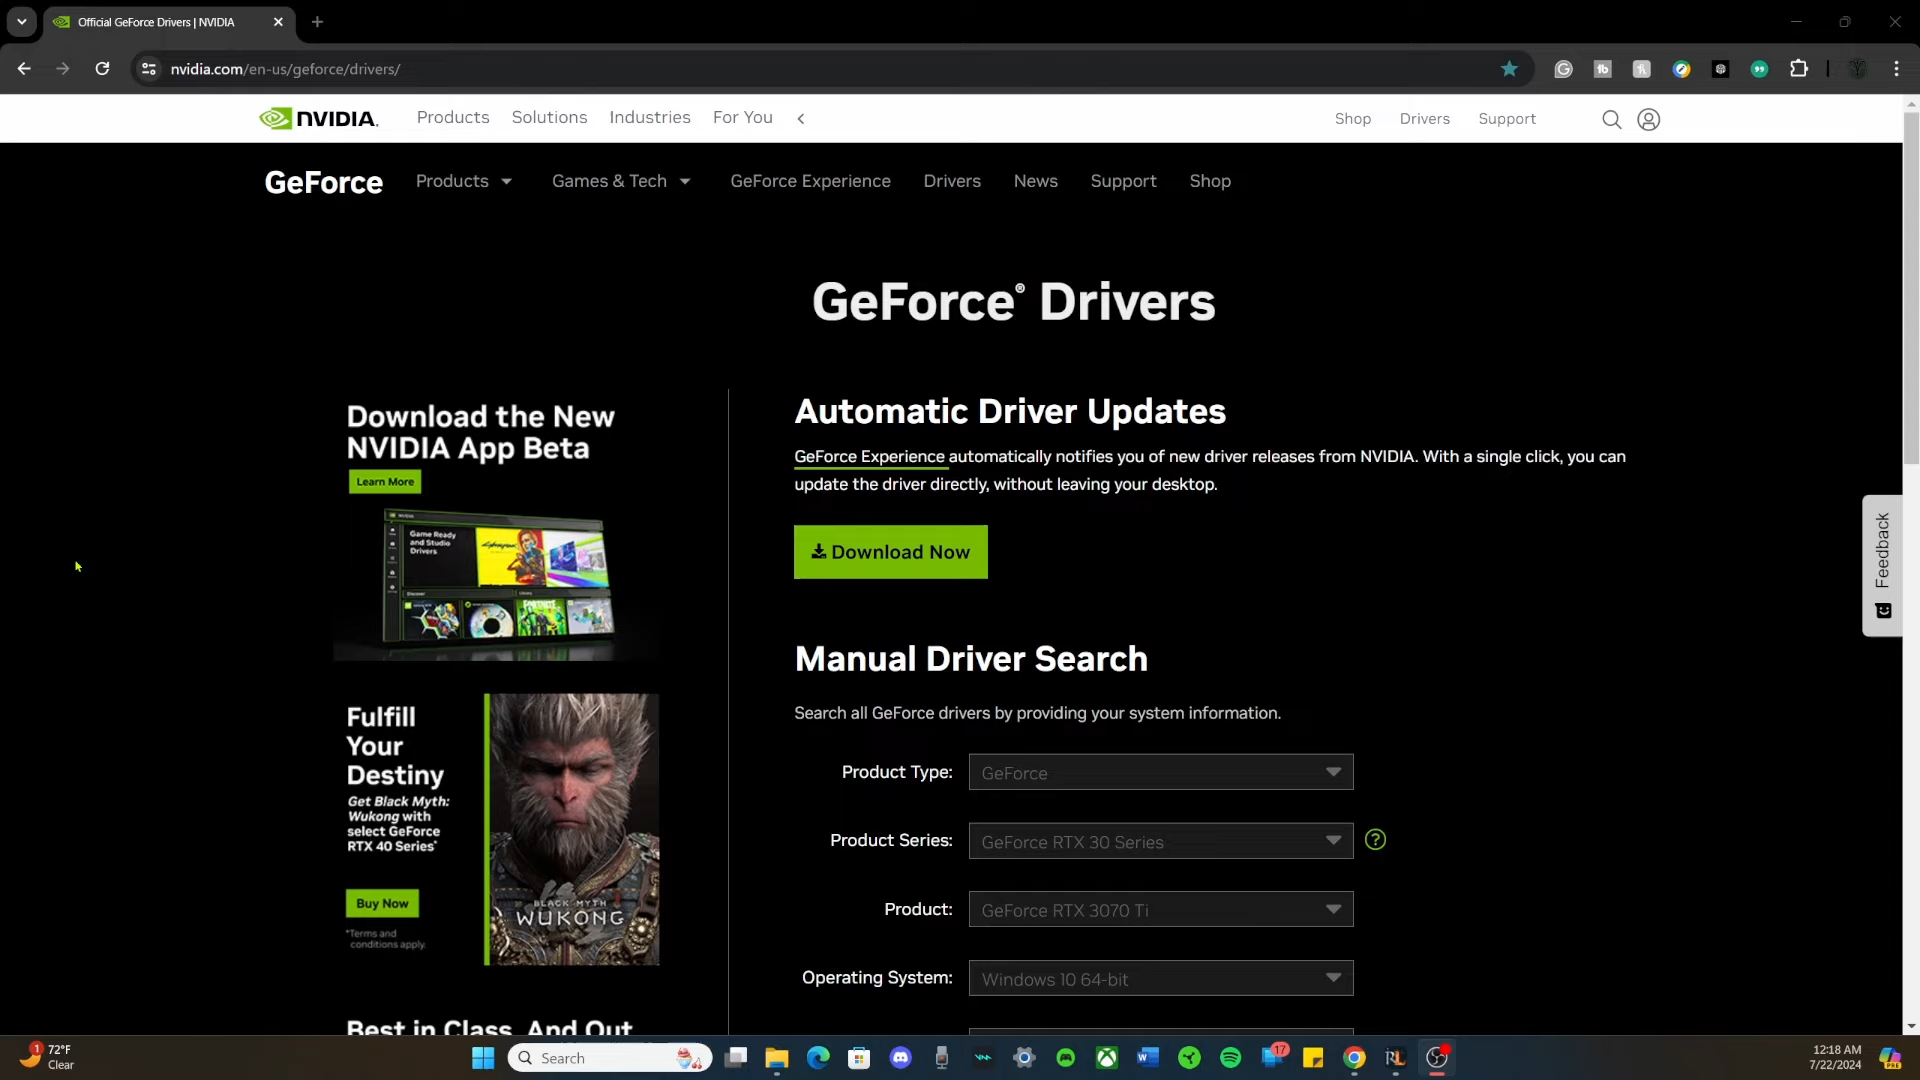 Official GeForce Drivers | NVIDIA
nvidia.com/en-us/geforce/drivers/
NVIDIA.
Products
Solutions
Industries
For You
Shop
Drivers
Support
GeForce
Products
Games & Tech
GeForce Experience
Drivers
News
Support
Shop
GeForce® Drivers
Download the New
NVIDIA App Beta
Learn More
Game Ready
and Studio
Drivers
Fulfill
Your
Destiny
Get Black Myth:
Wukong with
select GeForce
RTX 40 Series*
Buy Now
*Terms and
conditions apply.
BLACK MYTH
WUKONG
Best in Class. And Out
Automatic Driver Updates
GeForce Experience automatically notifies you of new driver releases from NVIDIA. With a single click, you can
update the driver directly, without leaving your desktop.
Download Now
Manual Driver Search
Search all GeForce drivers by providing your system information.
Product Type: GeForce
Product Series: GeForce RTX 30 Series ?
Product: GeForce RTX 3070 Ti
Operating System: Windows 10 64-bit
Feedback
1
72°F
Clear
Search
17
12:18 AM
7/22/2024